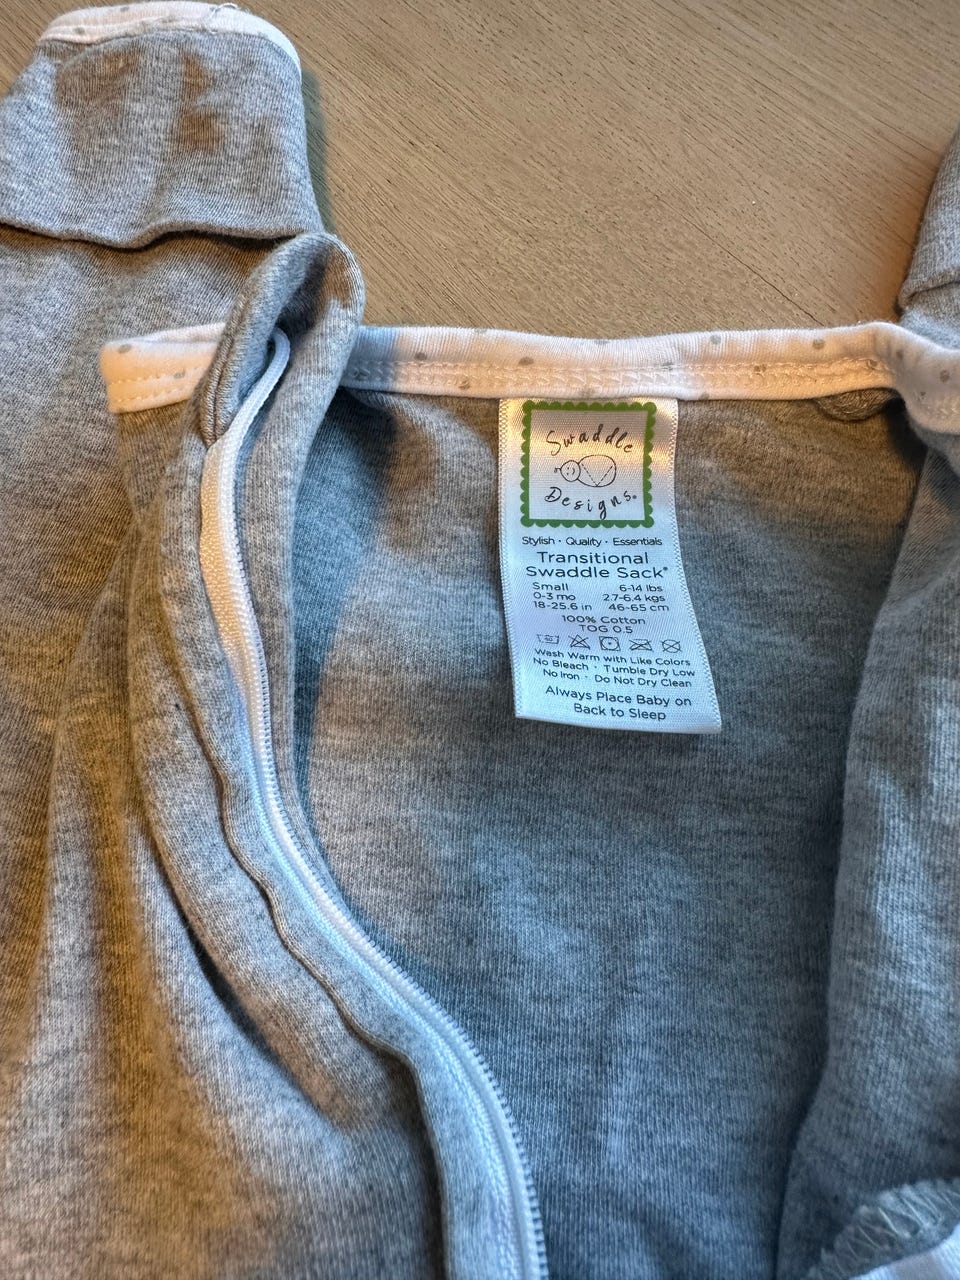 Swaddle
Designs®
Stylish · Quality · Essentials
Transitional
Swaddle Sack®
Small 6-14 lbs
0-3 mo 2.7-6.4 kgs
18-25.6 in 46-65 cm
100% Cotton
TOG 0.5
Wash Warm with Like Colors
No Bleach · Tumble Dry Low
No Iron · Do Not Dry Clean
Always Place Baby on
Back to Sleep